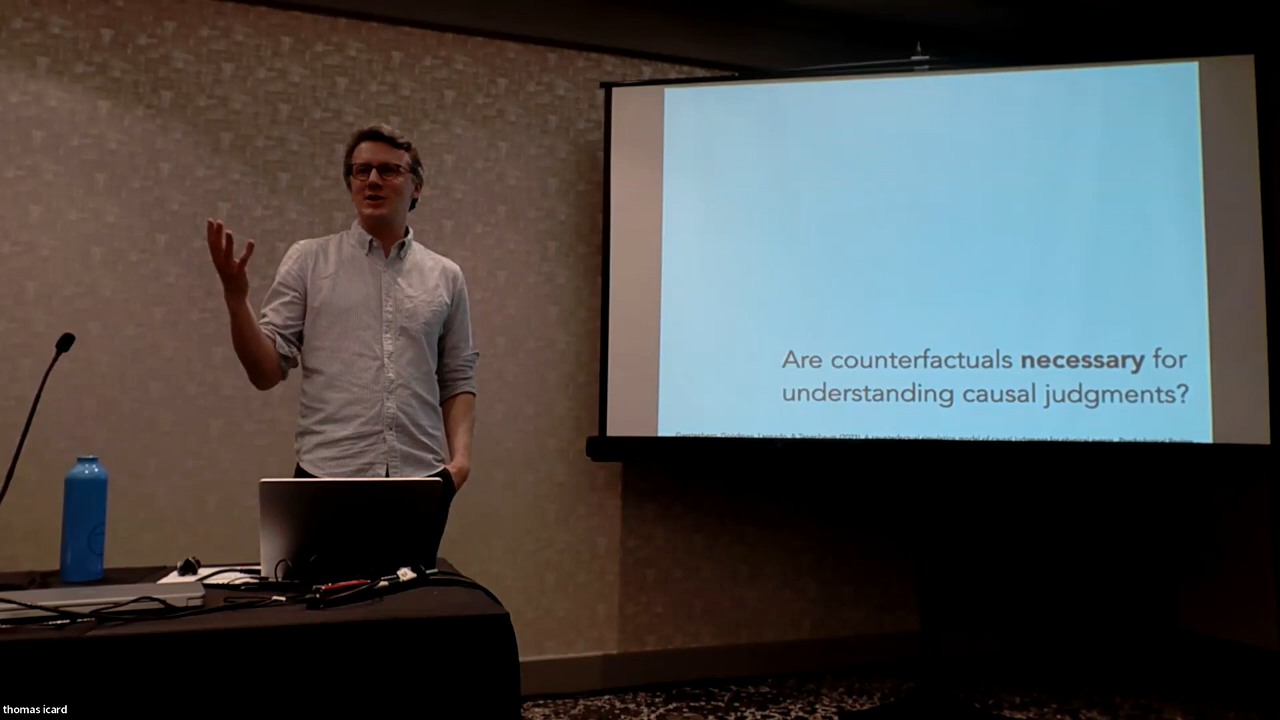 Are counterfactuals necessary for
understanding causal judgments?
thomas icard